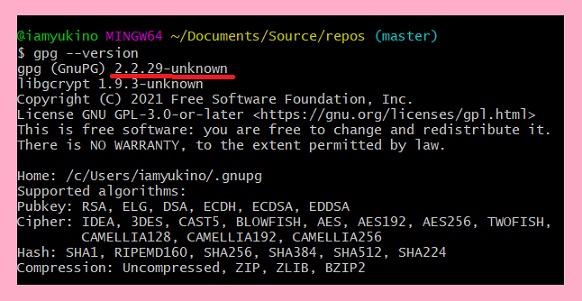 @iamyukino MINGW64 ~/Documents/Source/repos (master)
$ gpg --version
gpg (GnuPG) 2.2.29-unknown
libgcrypt 1.9.3-unknown
Copyright (C) 2021 Free Software Foundation, Inc.
License GNU GPL-3.0-or-later <https://gnu.org/licenses/gpl.html>
This is free software: you are free to change and redistribute it.
There is NO WARRANTY, to the extent permitted by law.

Home: /c/Users/iamyukino/.gnupg
Supported algorithms:
Pubkey: RSA, ELG, DSA, ECDH, ECDSA, EDDSA
Cipher: IDEA, 3DES, CAST5, BLOWFISH, AES, AES192, AES256, TWOFISH,
        CAMELLIA128, CAMELLIA192, CAMELLIA256
Hash: SHA1, RIPEMD160, SHA256, SHA384, SHA512, SHA224
Compression: Uncompressed, ZIP, ZLIB, BZIP2